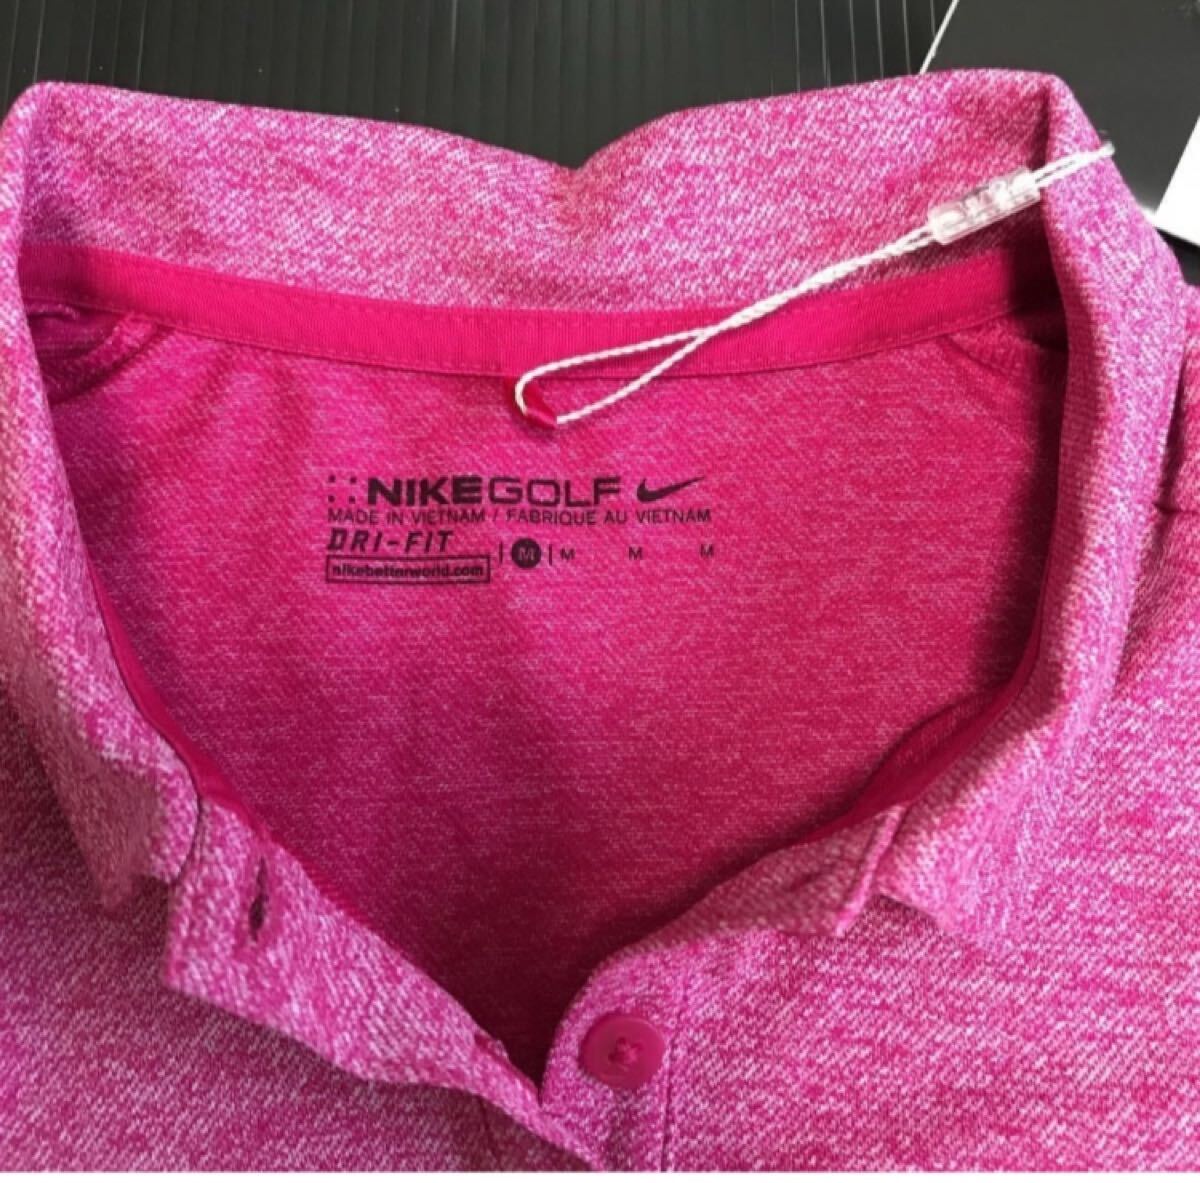 NIKEGOLF
MADE IN VIETNAM / FABRIQUE AU VIETNAM
DRI-FIT
| M | M M M
nikebetterworld.com